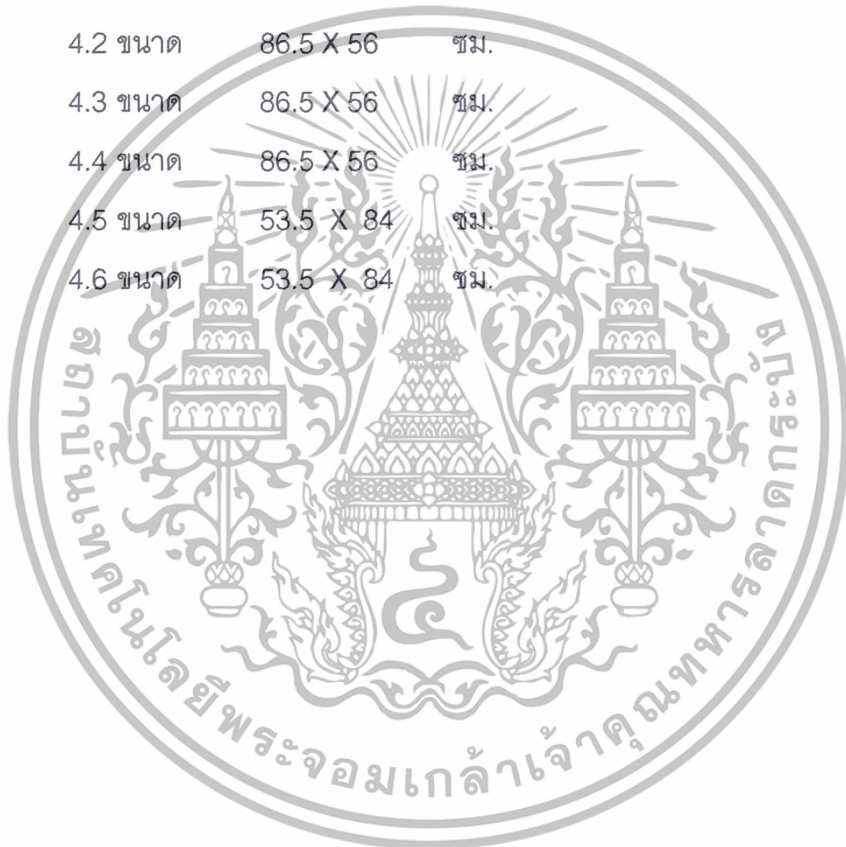 4.2 ขนาด 86.5 X 56 ซม.
4.3 ขนาด 86.5 X 56 ซม.
4.4 ขนาด 86.5 X 56 ซม.
4.5 ขนาด 53.5 X 84 ซม.
4.6 ขนาด 53.5 X 84 ซม.
สถาบันเทคโนโลยีพระจอมเกล้าเจ้าคุณทหารลาดกระบัง
๔